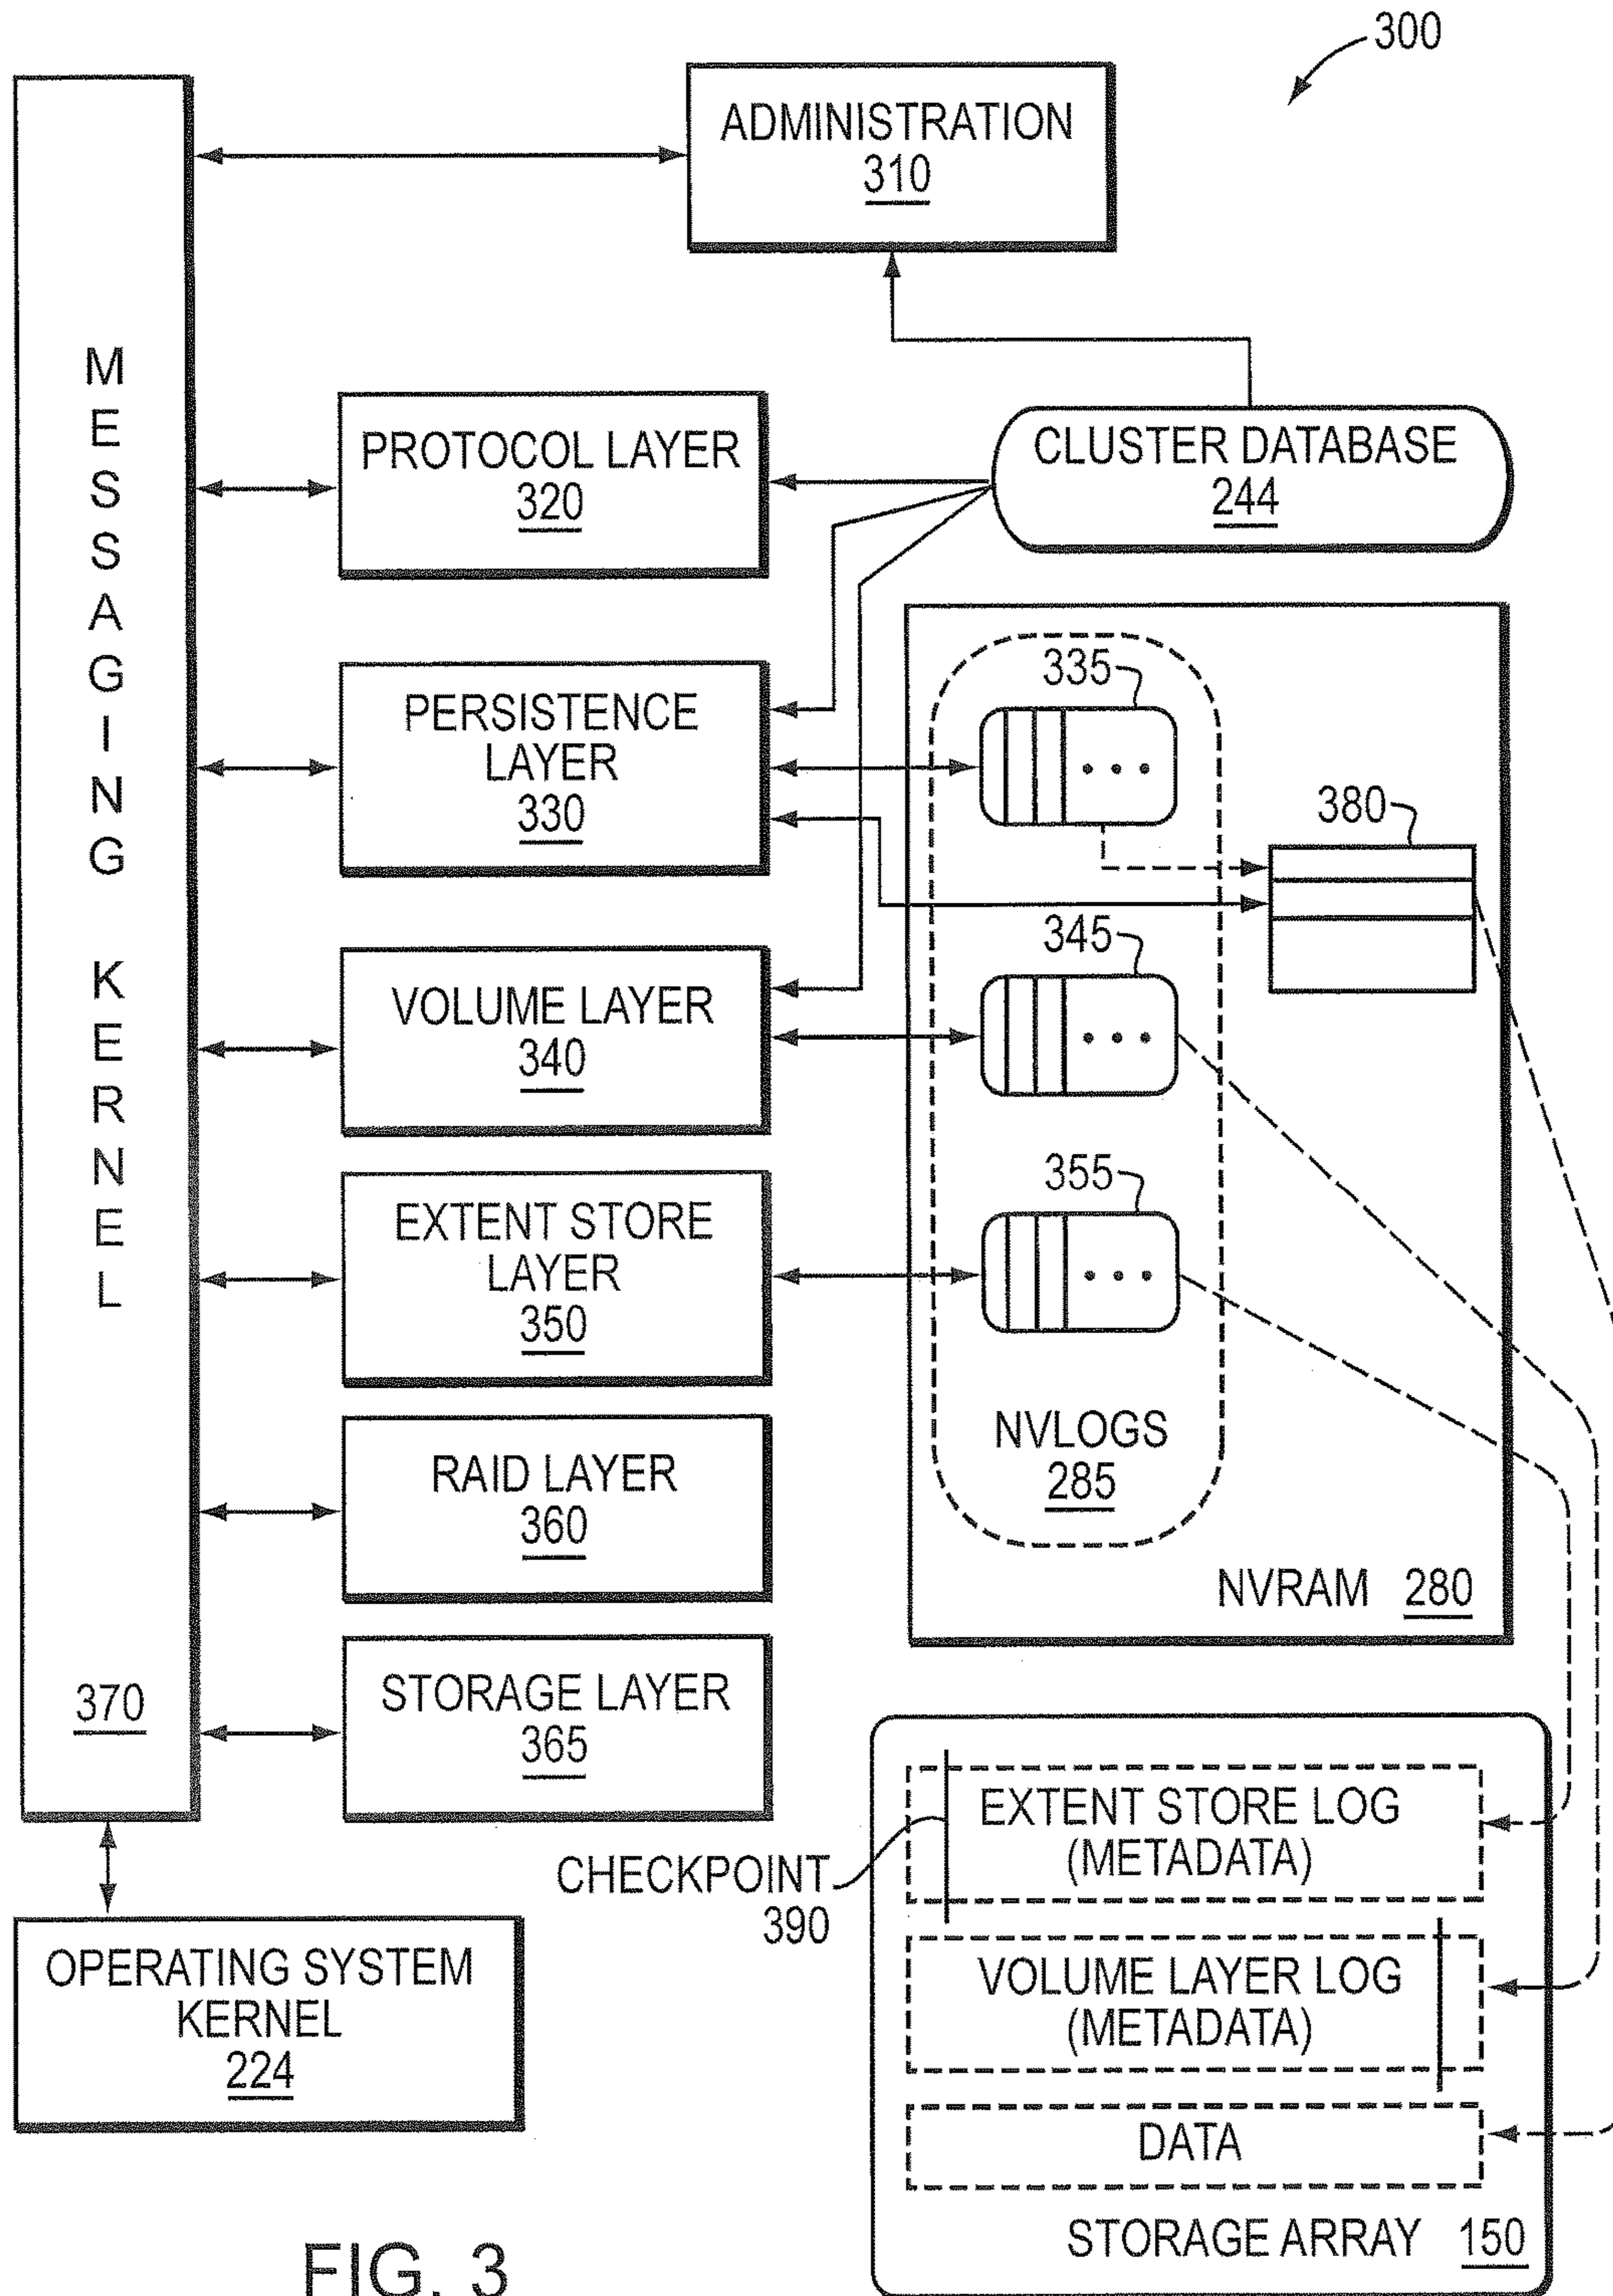 300
ADMINISTRATION
310
MESSAGING KERNEL
370
PROTOCOL LAYER
320
CLUSTER DATABASE
244
PERSISTENCE
LAYER
330
335
380
VOLUME LAYER
340
345
EXTENT STORE
LAYER
350
355
NVLOGS
285
RAID LAYER
360
NVRAM 280
STORAGE LAYER
365
EXTENT STORE LOG
(METADATA)
CHECKPOINT
390
VOLUME LAYER LOG
(METADATA)
DATA
STORAGE ARRAY 150
OPERATING SYSTEM
KERNEL
224
FIG. 3